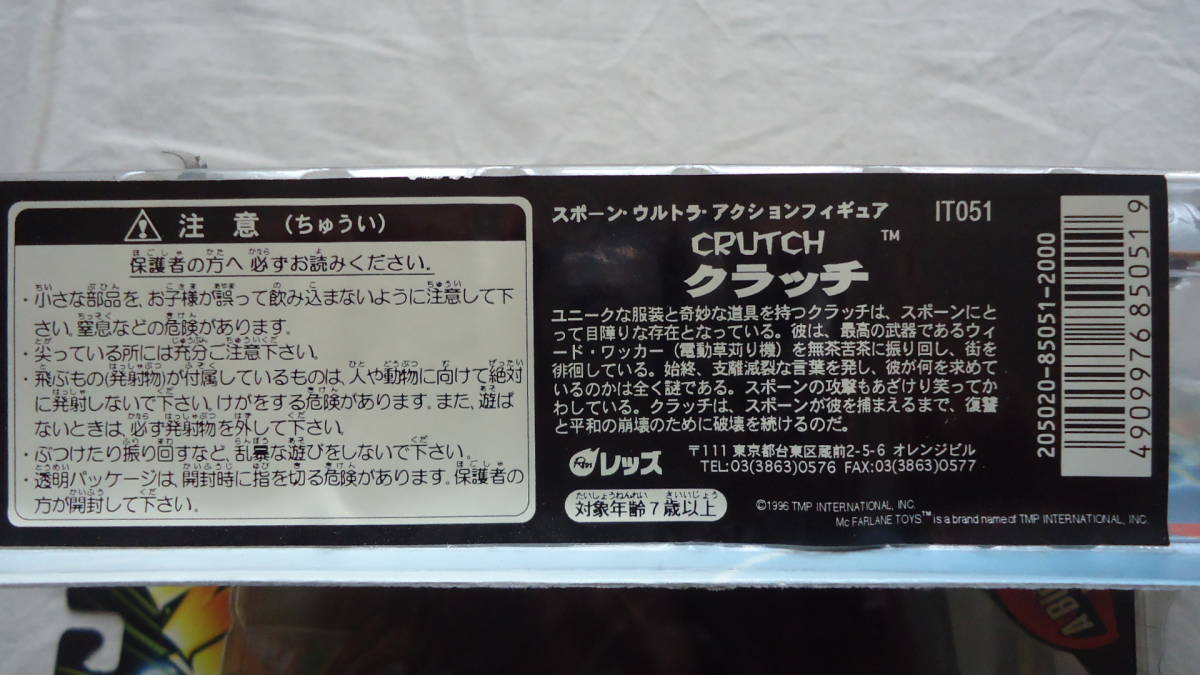 ⚠ 注意 (ちゅうい)
保護者の方へ 必ずお読みください.
・小さな部品を、お子様が誤って飲み込まないように注意して下
さい. 窒息などの危険があります.
・尖っている所には充分ご注意下さい.
・飛ぶもの(発射物)が付属しているものは、人や動物に向けて絶対
に発射しないで下さい. けがをする危険があります. また、遊ば
ないときは、必ず発射物を外して下さい.
・ぶつけたり振り回すなど、乱暴な遊びをしないで下さい.
・透明パッケージは、開封時に指を切る危険があります. 保護者の
方が開封して下さい.
スポーン・ウルトラ・アクションフィギュア IT051
CRUTCH ™
クラッチ
ユニークな服装と奇妙な道具を持つクラッチは、スポーンにと
って目障りな存在となっている。彼は、最高の武器であるウィ
ード・ワッカー(電動草刈り機)を無茶苦茶に振り回し、街を
徘徊している。始終、支離滅裂な言葉を発し、彼が何を求めて
いるのかは全く謎である。スポーンの攻撃もあざけり笑ってか
わしている。クラッチは、スポーンが彼を捕まえるまで、復讐
と平和の崩壊のために破壊を続けるのだ。
レッズ
〒111 東京都台東区蔵前2-5-6 オレンジビル
TEL:03(3863)0576 FAX:03(3863)0577
たいしょうねんれい さいいじょう
対象年齢7歳以上
©1996 TMP INTERNATIONAL, INC.
MCFARLANE TOYS™ is a brand name of TMP INTERNATIONAL, INC.
205020-85051-2000
4909976850519